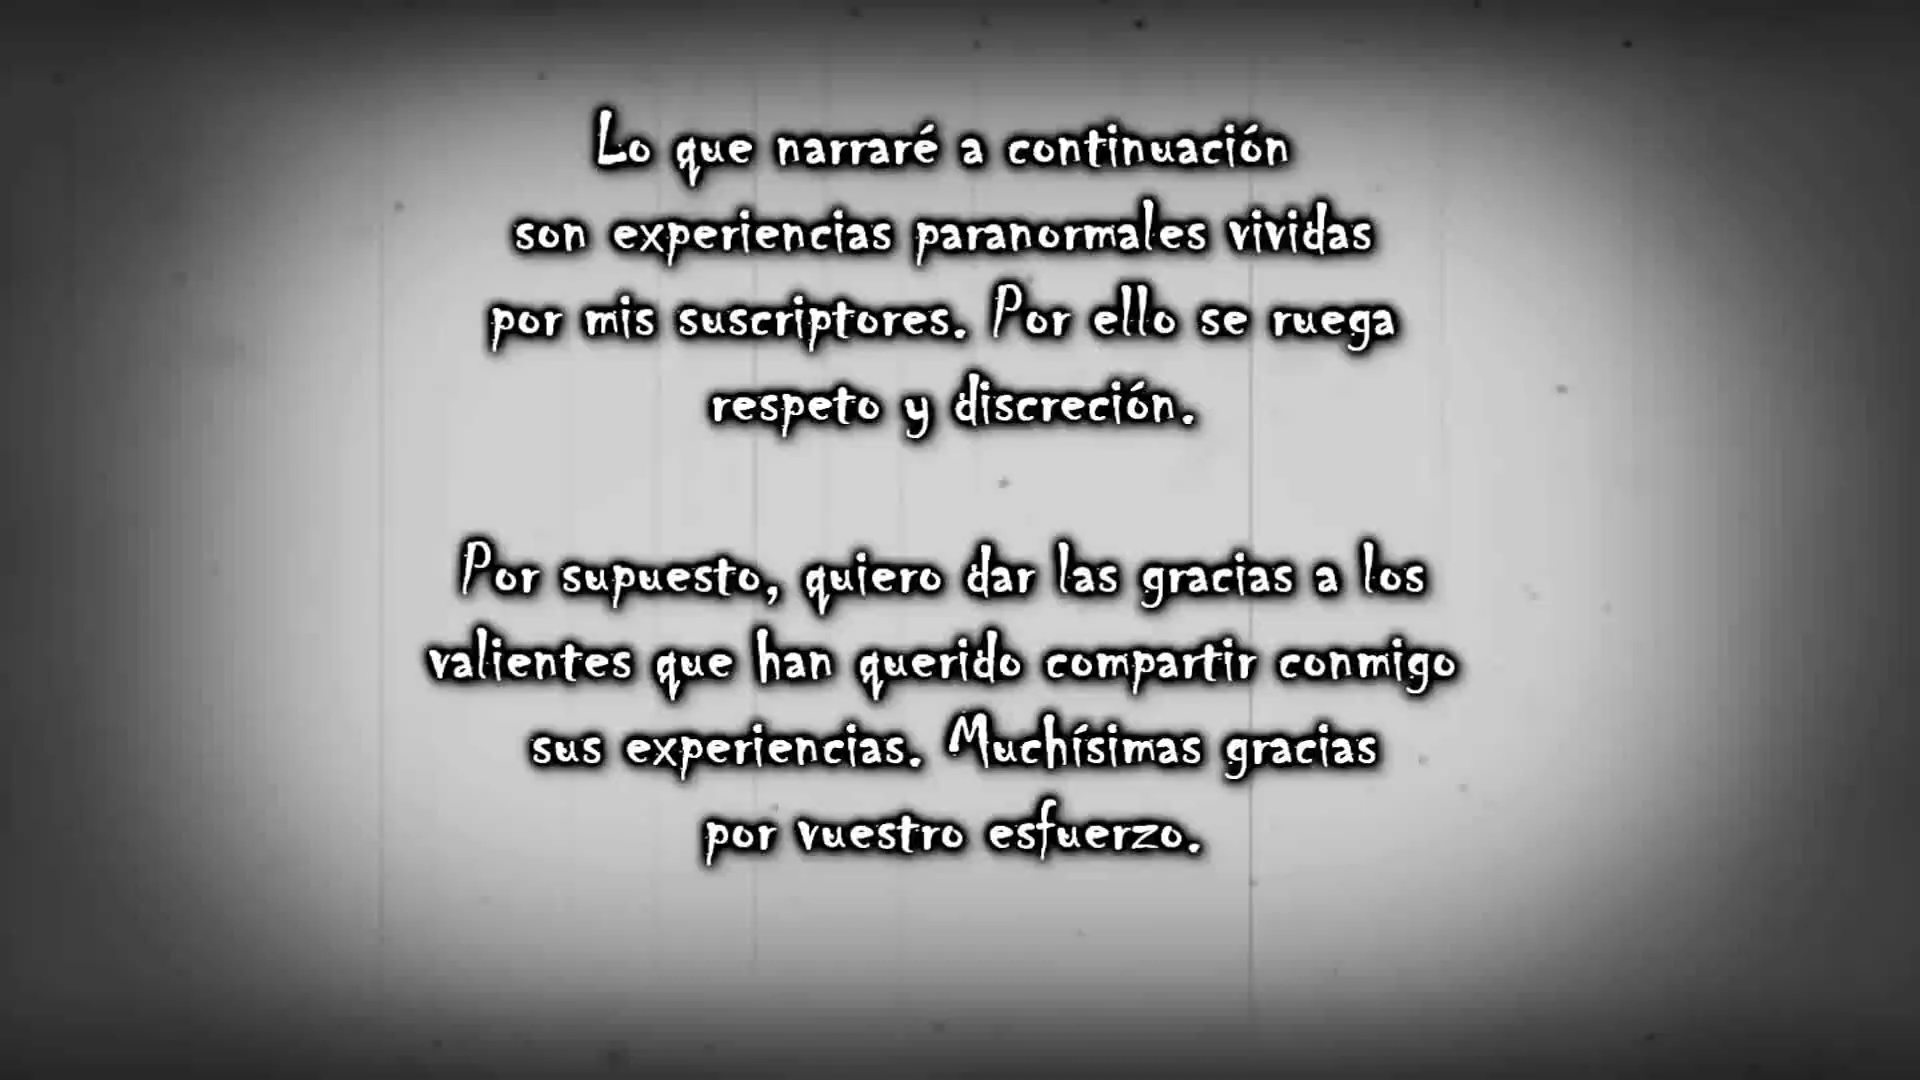 Lo que narraré a continuación
son experiencias paranormales vividas
por mis suscriptores. Por ello se ruega
respeto y discreción.
Por supuesto, quiero dar las gracias a los
valientes que han querido compartir conmigo
sus experiencias. Muchísimas gracias
por vuestro esfuerzo.